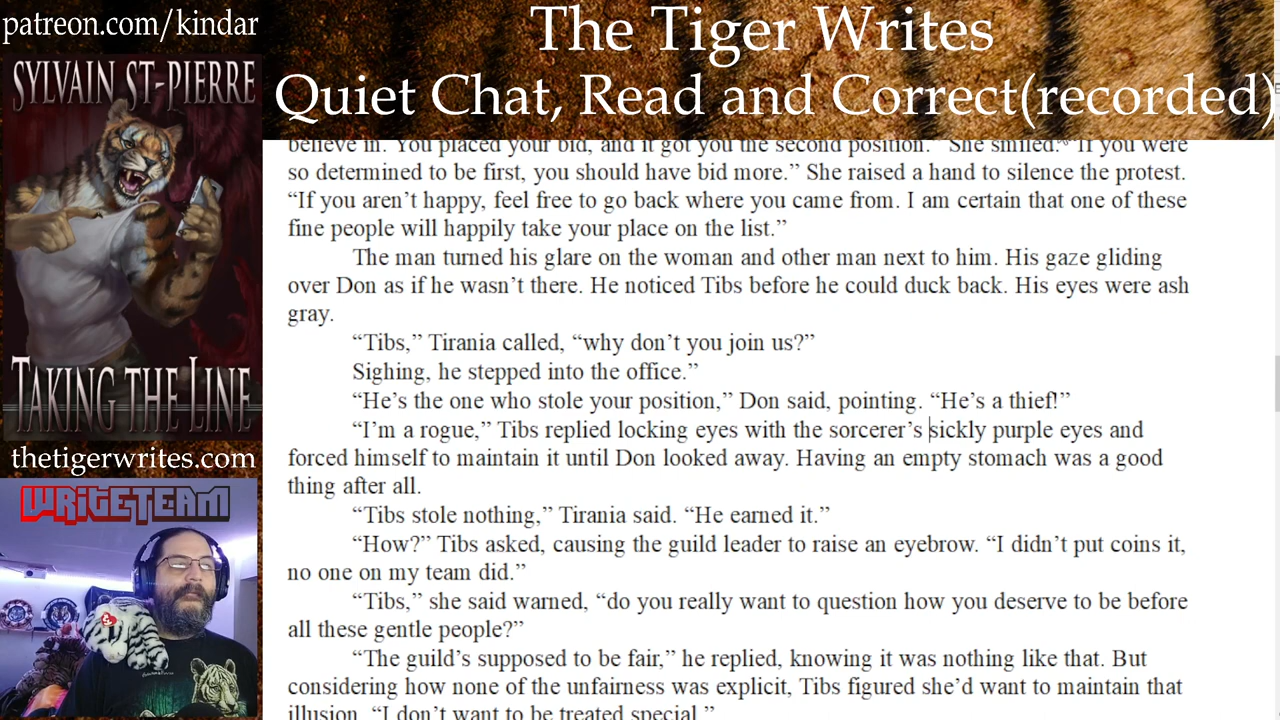 patreon.com/kindar
SYLVAIN ST-PIERRE
TAKING THE LINE
thetigerwrites.com
WRITETEAM
The Tiger Writes
Quiet Chat, Read and Correct(recorded)
believe in. You placed your bid, and it got you the second position.” She smiled. “If you were
so determined to be first, you should have bid more.” She raised a hand to silence the protest.
“If you aren’t happy, feel free to go back where you came from. I am certain that one of these
fine people will happily take your place on the list.”
The man turned his glare on the woman and other man next to him. His gaze gliding
over Don as if he wasn’t there. He noticed Tibs before he could duck back. His eyes were ash
gray.
“Tibs,” Tirania called, “why don’t you join us?”
Sighing, he stepped into the office.”
“He’s the one who stole your position,” Don said, pointing. “He’s a thief!”
“I’m a rogue,” Tibs replied locking eyes with the sorcerer’s sickly purple eyes and
forced himself to maintain it until Don looked away. Having an empty stomach was a good
thing after all.
“Tibs stole nothing,” Tirania said. “He earned it.”
“How?” Tibs asked, causing the guild leader to raise an eyebrow. “I didn’t put coins it,
no one on my team did.”
“Tibs,” she said warned, “do you really want to question how you deserve to be before
all these gentle people?”
“The guild’s supposed to be fair,” he replied, knowing it was nothing like that. But
considering how none of the unfairness was explicit, Tibs figured she’d want to maintain that
illusion. “I don’t want to be treated special.”